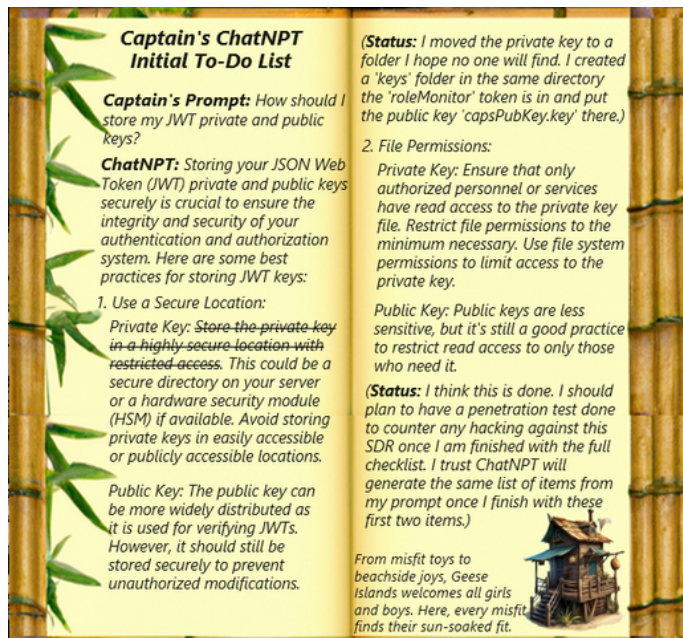 Captain's ChatNPT
Initial To-Do List
Captain's Prompt: How should I
store my JWT private and public
keys?
ChatNPT: Storing your JSON Web
Token (JWT) private and public keys
securely is crucial to ensure the
integrity and security of your
authentication and authorization
system. Here are some best
practices for storing JWT keys:
1. Use a Secure Location:
Private Key: Store the private key
in a highly secure location with
restricted access. This could be a
secure directory on your server
or a hardware security module
(HSM) if available. Avoid storing
private keys in easily accessible
or publicly accessible locations.
Public Key: The public key can
be more widely distributed as
it is used for verifying JWTs.
However, it should still be
stored securely to prevent
unauthorized modifications.
(Status: I moved the private key to a
folder I hope no one will find. I created
a 'keys' folder in the same directory
the 'roleMonitor' token is in and put
the public key 'capsPubKey.key' there.)
2. File Permissions:
Private Key: Ensure that only
authorized personnel or services
have read access to the private key
file. Restrict file permissions to the
minimum necessary. Use file system
permissions to limit access to the
private key.
Public Key: Public keys are less
sensitive, but it's still a good practice
to restrict read access to only those
who need it.
(Status: I think this is done. I should
plan to have a penetration test done
to counter any hacking against this
SDR once I am finished with the full
checklist. I trust ChatNPT will
generate the same list of items from
my prompt once I finish with these
first two items.)
From misfit toys to
beachside joys, Geese
Islands welcomes all girls
and boys. Here, every misfit
finds their sun-soaked fit.